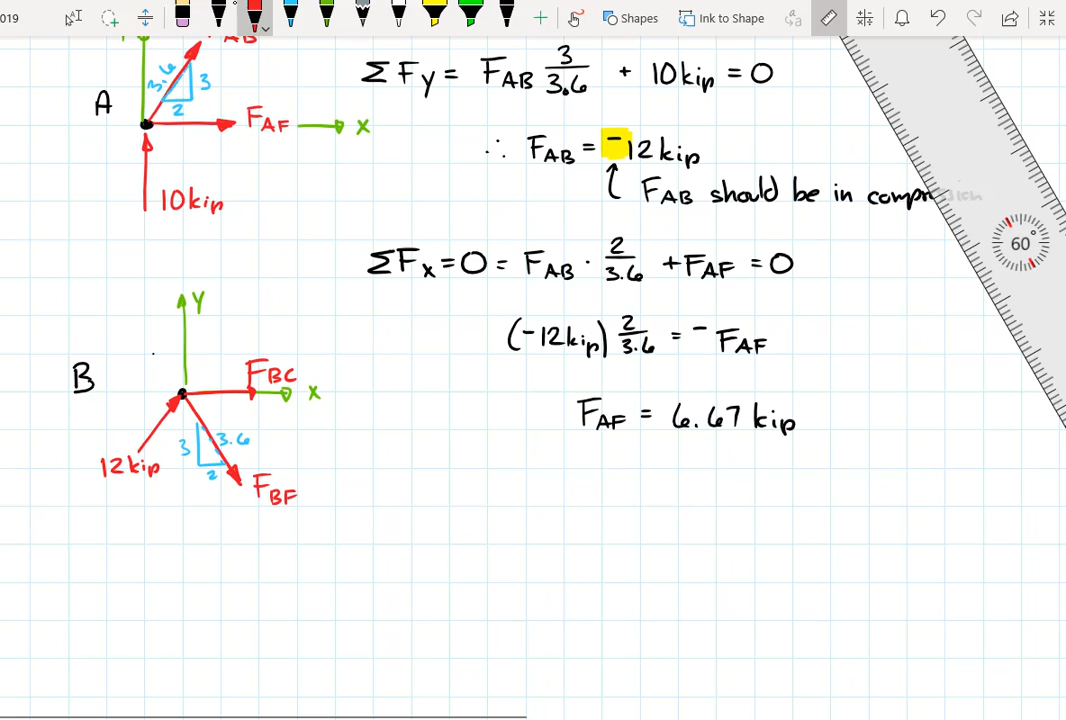 019
Shapes
Ink to Shape
AB
3.6
3
2
A
F_AF
x
10kip
ΣFy = F_AB 3/3.6 + 10kip = 0
∴ F_AB = -12kip
F_AB should be in
ΣFx = 0 = F_AB · 2/3.6 + F_AF = 0
60°
(-12kip) 2/3.6 = - F_AF
F_AF = 6.67 kip
Y
B
F_BC
x
3
3.6
2
12kip
F_BF